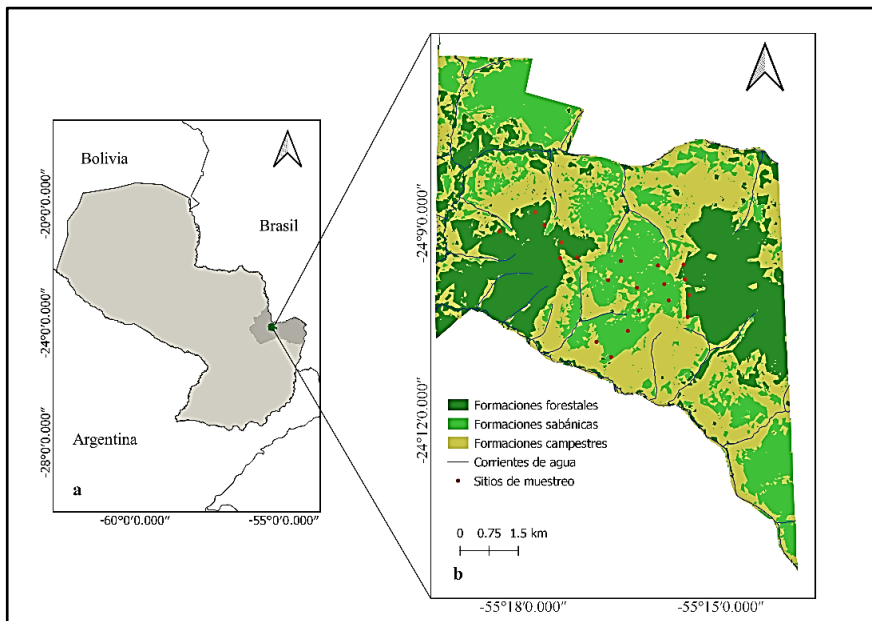 Bolivia
Brasil
Argentina
a
-20°0'0.000"
-24°0'0.000"
-28°0'0.000"
-60°0'0.000"
-55°0'0.000"
-24°9'0.000"
-24°12'0.000"
Formaciones forestales
Formaciones sabánicas
Formaciones campestres
Corrientes de agua
Sitios de muestreo
0 0.75 1.5 km
b
-55°18'0.000"
-55°15'0.000"